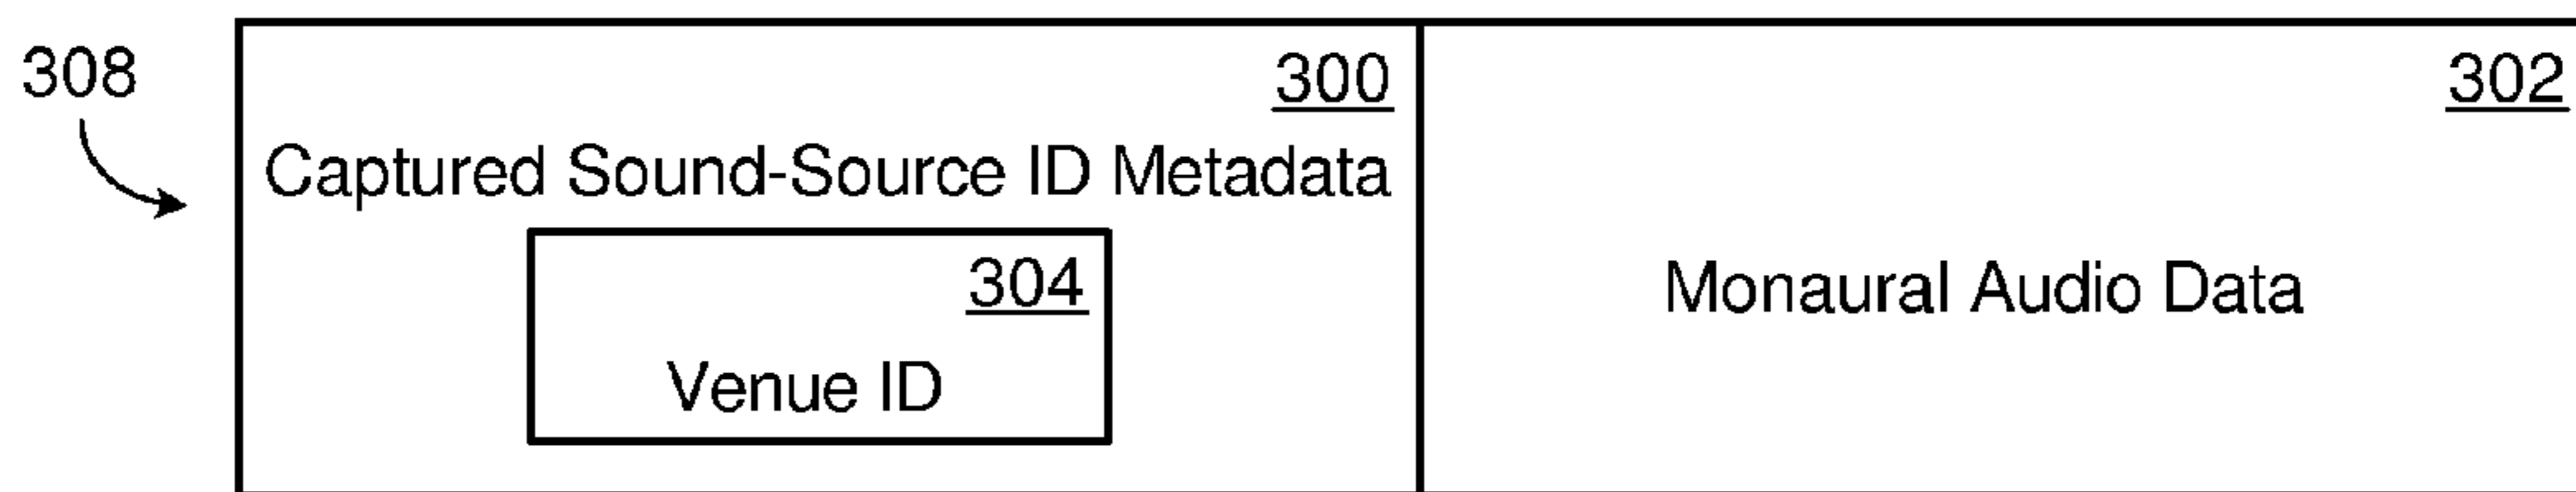 308
300
302
Captured Sound-Source ID Metadata
304
Monaural Audio Data
Venue ID